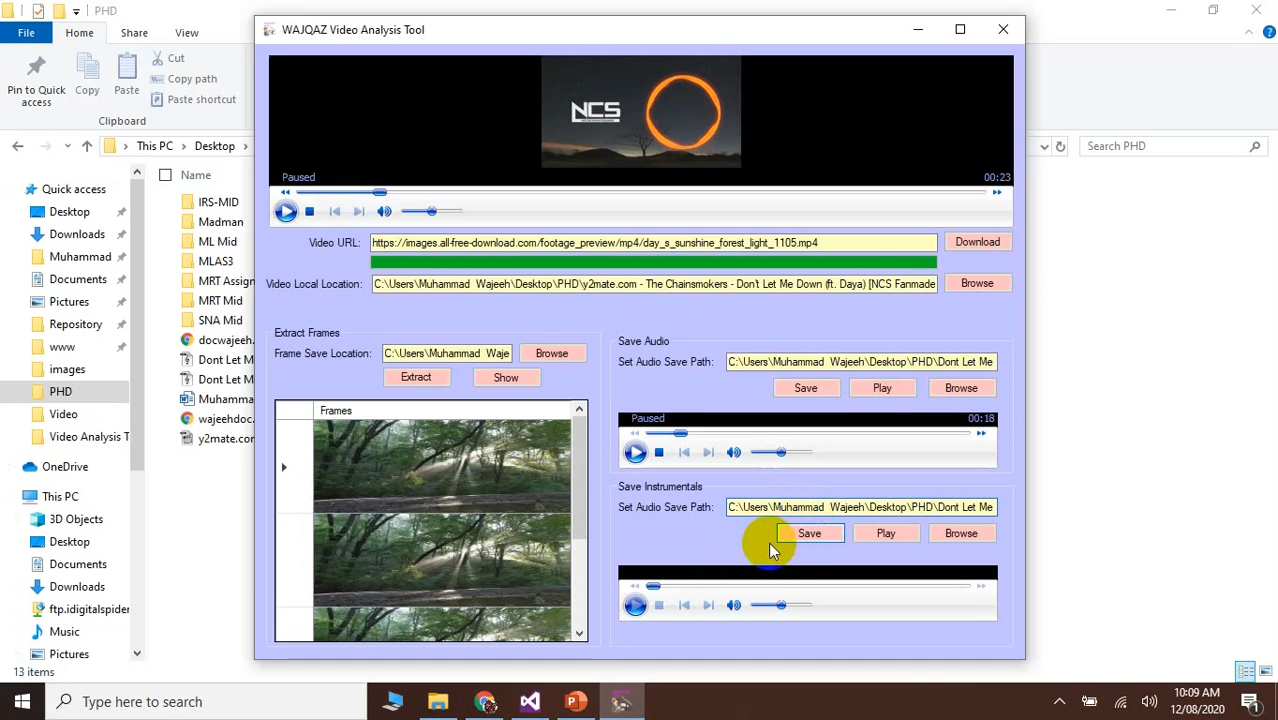 PHD
File
Home
Share
View
Pin to Quick
access
Copy
Paste
Cut
Copy path
Paste shortcut
Clipboard
This PC
Desktop
Search PHD
Quick access
Desktop
Downloads
Muhammad
Documents
Pictures
Repository
www
images
PHD
Video
Video Analysis T
OneDrive
This PC
3D Objects
Desktop
Documents
Downloads
ftp.idigitalspider
Music
Pictures
13 items
Name
IRS-MID
Madman
ML Mid
MLAS3
MRT Assign
MRT Mid
SNA Mid
docwajeeh.
Dont Let M
Dont Let M
Muhamma
wajeehdoc.
y2mate.con
WAJQAZ Video Analysis Tool
NCS
Paused
00:23
Video URL:
https://images.all-free-download.com/footage_preview/mp4/day_s_sunshine_forest_light_1105.mp4
Download
Video Local Location:
C:\Users\Muhammad Wajeeh\Desktop\PHD\y2mate.com - The Chainsmokers - Don't Let Me Down (ft. Daya) [NCS Fanmade
Browse
Extract Frames
Frame Save Location:
C:\Users\Muhammad Waje
Browse
Extract
Show
Frames
Save Audio
Set Audio Save Path:
C:\Users\Muhammad Wajeeh\Desktop\PHD\Dont Let Me
Save
Play
Browse
Paused
00:18
Save Instrumentals
Set Audio Save Path:
C:\Users\Muhammad Wajeeh\Desktop\PHD\Dont Let Me
Save
Play
Browse
Type here to search
10:09 AM
12/08/2020
1